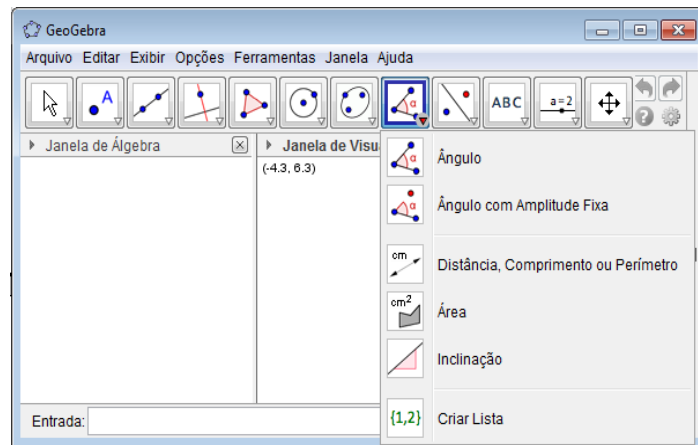 GeoGebra
Arquivo Editar Exibir Opções Ferramentas Janela Ajuda
A α ABC a=2
Janela de Álgebra
Janela de Visu
(-4.3, 6.3)
α Ângulo
α Ângulo com Amplitude Fixa
cm Distância, Comprimento ou Perímetro
cm² Área
Inclinação
{1,2} Criar Lista
Entrada: